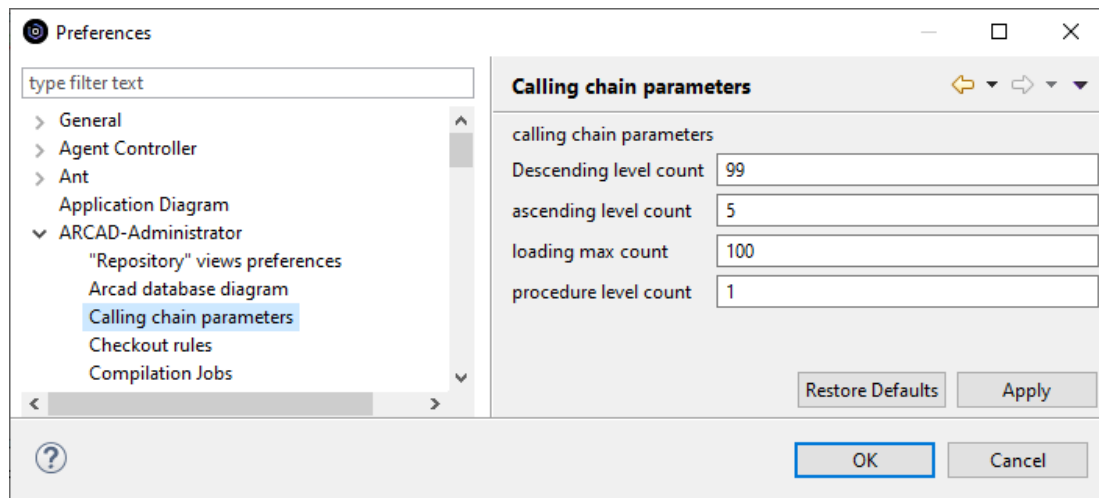 Preferences
type filter text
General
Agent Controller
Ant
Application Diagram
ARCAD-Administrator
"Repository" views preferences
Arcad database diagram
Calling chain parameters
Checkout rules
Compilation Jobs
Calling chain parameters
calling chain parameters
Descending level count 99
ascending level count 5
loading max count 100
procedure level count 1
Restore Defaults Apply
? OK Cancel